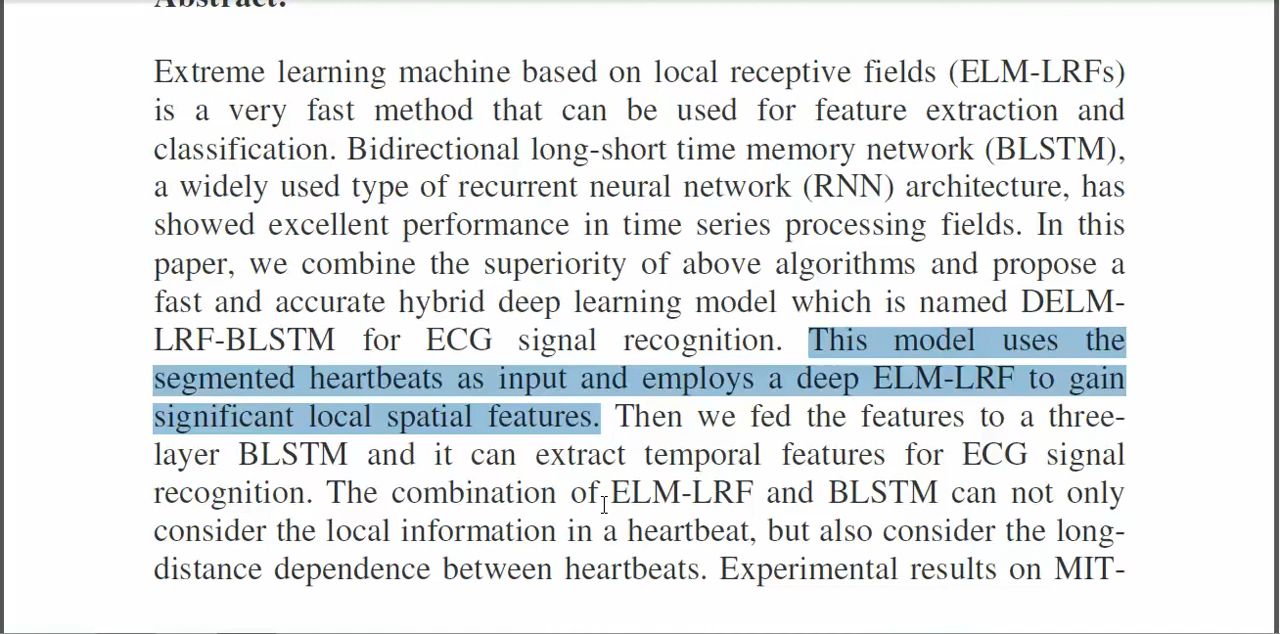 Abstract:
Extreme learning machine based on local receptive fields (ELM-LRFs)
is a very fast method that can be used for feature extraction and
classification. Bidirectional long-short time memory network (BLSTM),
a widely used type of recurrent neural network (RNN) architecture, has
showed excellent performance in time series processing fields. In this
paper, we combine the superiority of above algorithms and propose a
fast and accurate hybrid deep learning model which is named DELM-
LRF-BLSTM for ECG signal recognition. This model uses the
segmented heartbeats as input and employs a deep ELM-LRF to gain
significant local spatial features. Then we fed the features to a three-
layer BLSTM and it can extract temporal features for ECG signal
recognition. The combination of ELM-LRF and BLSTM can not only
consider the local information in a heartbeat, but also consider the long-
distance dependence between heartbeats. Experimental results on MIT-